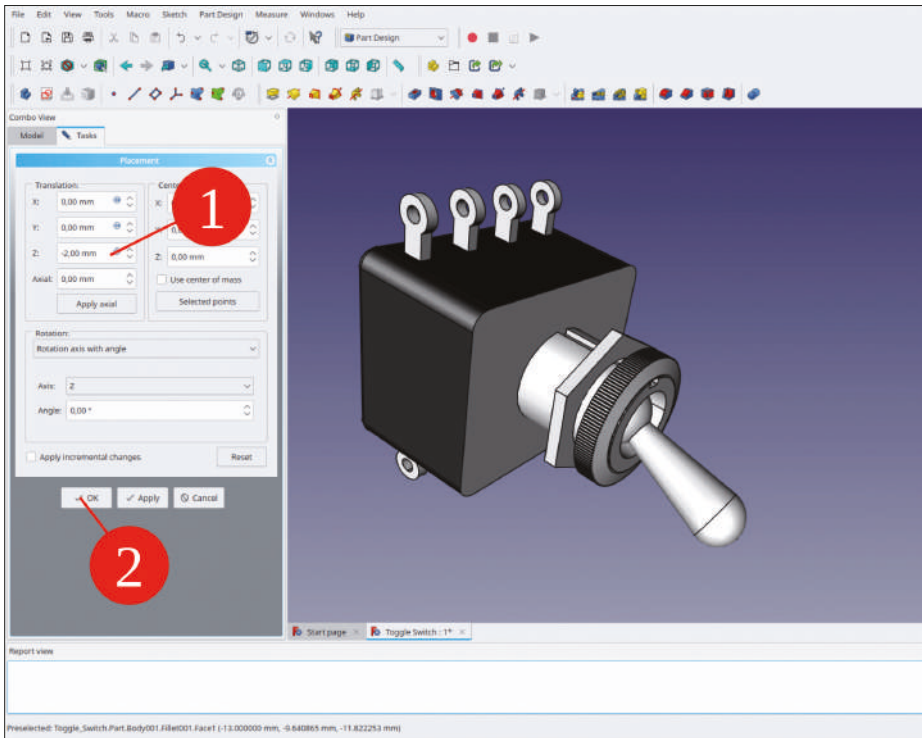 File Edit View Tools Macro Sketch Part Design Measure Windows Help
Part Design
Combo View
Model Tasks
Placement
Translation:
X: 0,00 mm
Y: 0,00 mm
Z: -2,00 mm
Axial: 0,00 mm
Apply axial
X:
Z: 0,00 mm
Use center of mass
Selected points
1
Rotation:
Rotation axis with angle
Axis: Z
Angle: 0,00 °
Apply incremental changes Reset
OK Apply Cancel
2
Start page Toggle Switch : 1*
Report view
Preselected: Toggle_Switch.Part.Body001.Fillet001.Face1 (-13.000000 mm, -9.640865 mm, -11.822253 mm)